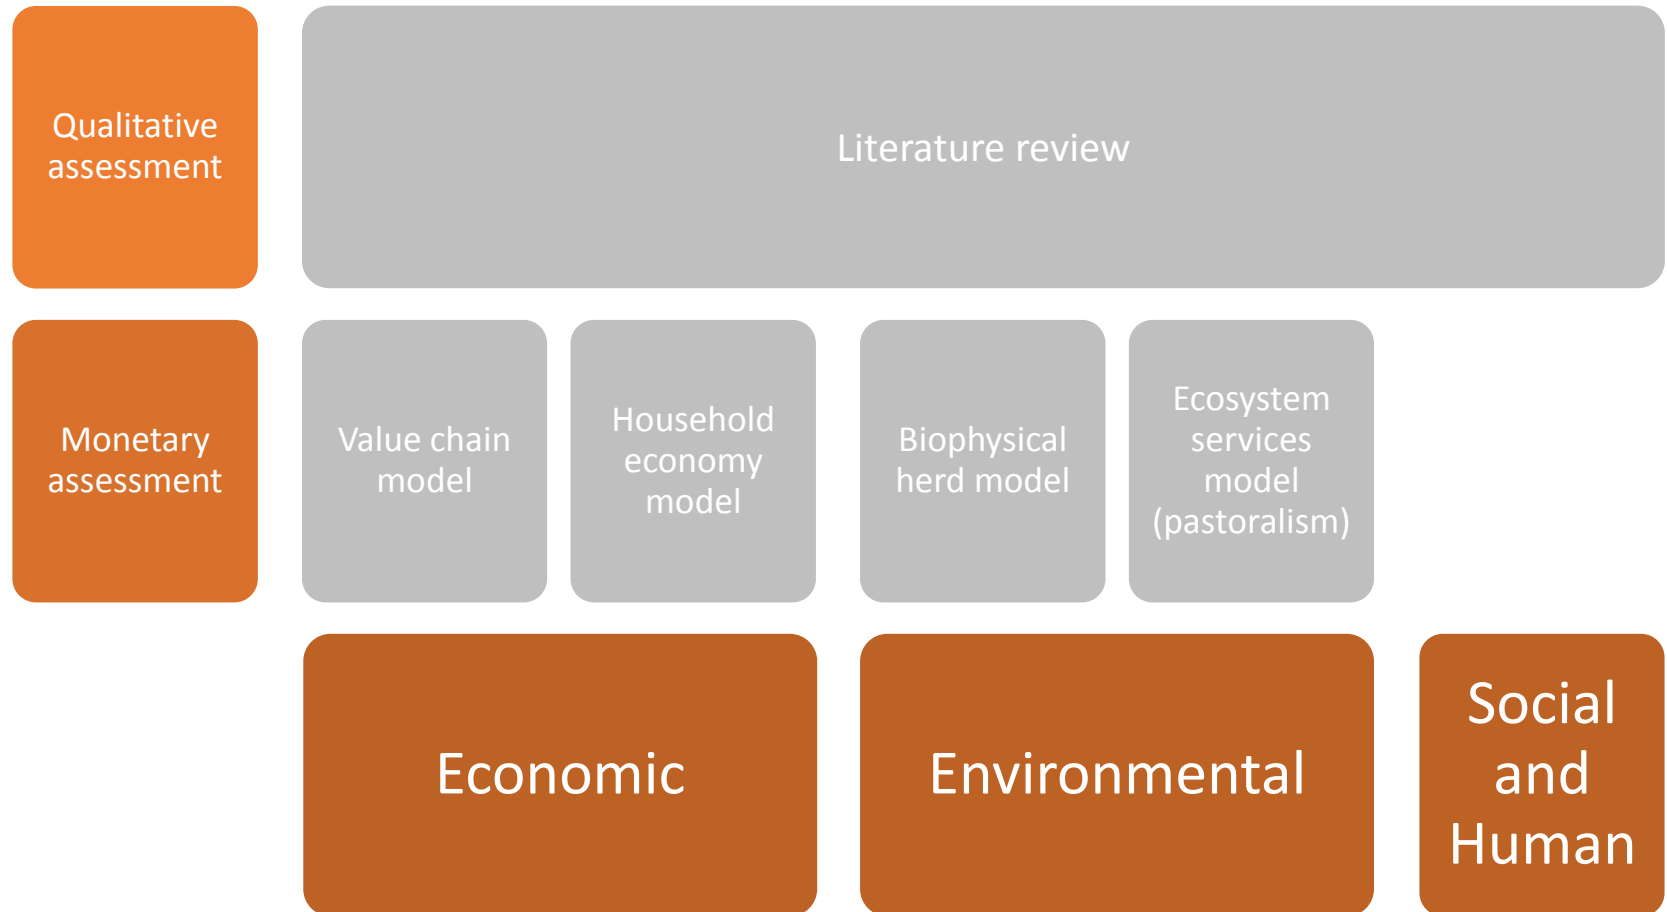 Qualitative
assessment
Literature review
Monetary
assessment
Value chain
model
Household
economy
model
Biophysical
herd model
Ecosystem
services
model
(pastoralism)
Economic
Environmental
Social
and
Human